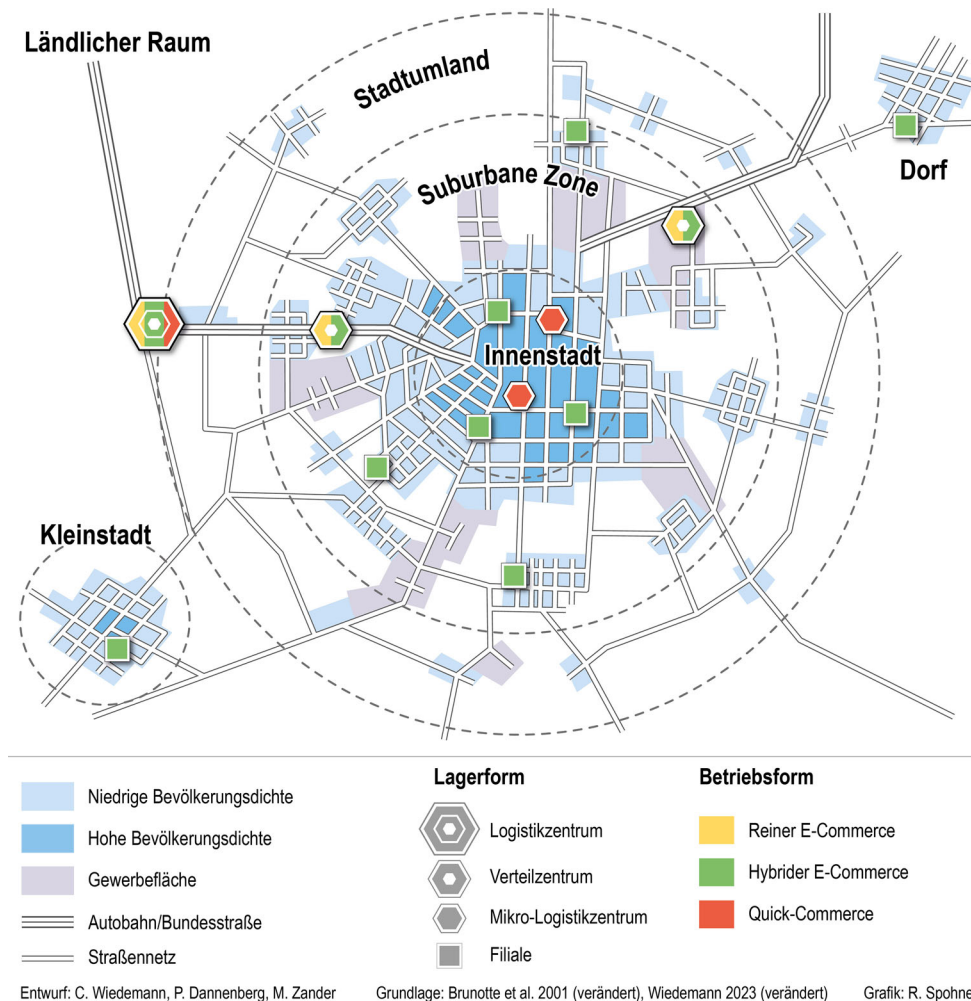 Ländlicher Raum
Stadtumland
Suburbane Zone
Dorf
Innenstadt
Kleinstadt
Niedrige Bevölkerungsdichte
Hohe Bevölkerungsdichte
Gewerbefläche
Autobahn/Bundesstraße
Straßennetz
Lagerform
Logistikzentrum
Verteilzentrum
Mikro-Logistikzentrum
Filiale
Betriebsform
Reiner E-Commerce
Hybrider E-Commerce
Quick-Commerce
Entwurf: C. Wiedemann, P. Dannenberg, M. Zander Grundlage: Brunotte et al. 2001 (verändert), Wiedemann 2023 (verändert) Grafik: R. Spohne